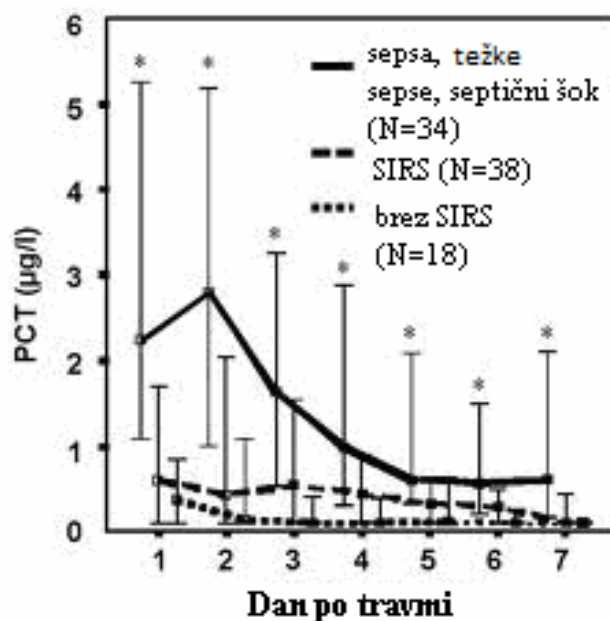 6
5
4
3
2
1
0
PCT (µg/l)
* * * * * * *
sepsa, težke
sepse, septični šok
(N=34)
SIRS (N=38)
brez SIRS
(N=18)
1 2 3 4 5 6 7
Dan po travmi